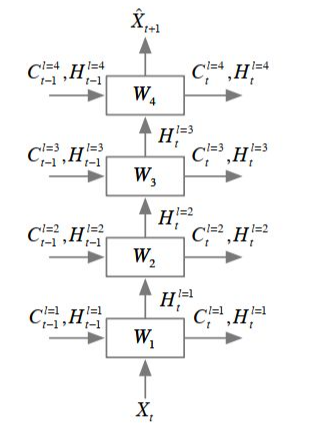 X̂_{t+1}
C_{t-1}^{l=4}, H_{t-1}^{l=4} W_4 C_t^{l=4}, H_t^{l=4}
H_t^{l=3}
C_{t-1}^{l=3}, H_{t-1}^{l=3} W_3 C_t^{l=3}, H_t^{l=3}
H_t^{l=2}
C_{t-1}^{l=2}, H_{t-1}^{l=2} W_2 C_t^{l=2}, H_t^{l=2}
H_t^{l=1}
C_{t-1}^{l=1}, H_{t-1}^{l=1} W_1 C_t^{l=1}, H_t^{l=1}
X_t